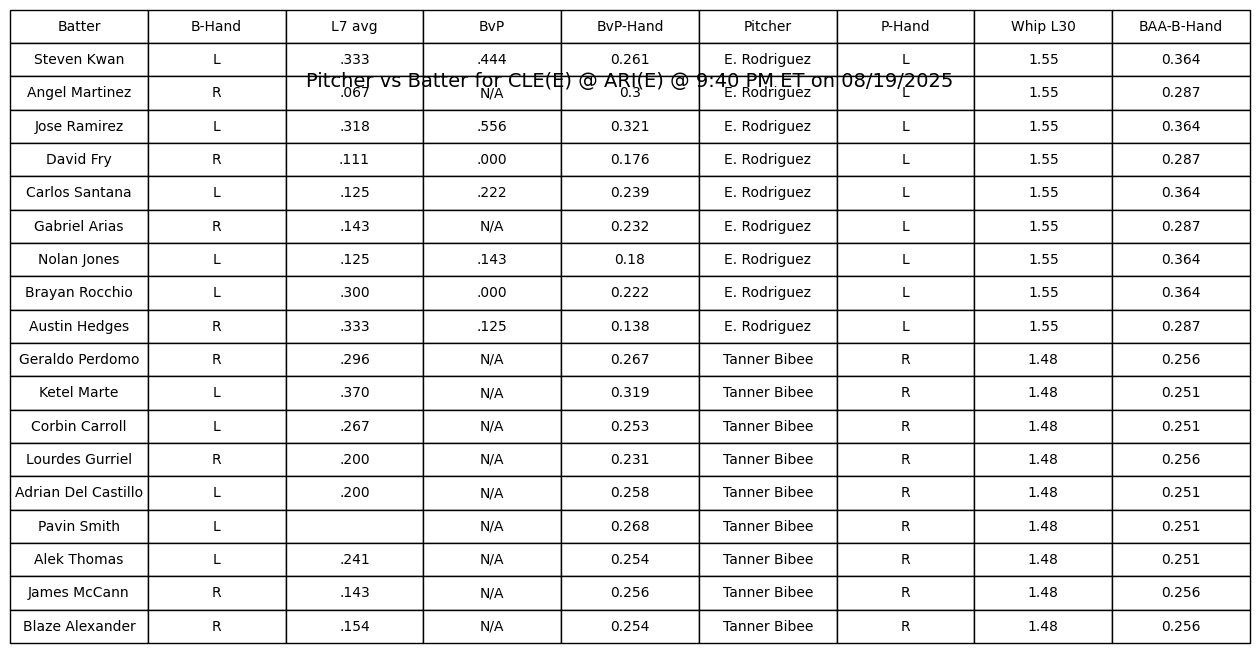 Batter B-Hand L7 avg BvP BvP-Hand Pitcher P-Hand Whip L30 BAA-B-Hand
Steven Kwan L .333 .444 0.261 E. Rodriguez L 1.55 0.364
Pitcher vs Batter for CLE(E) @ ARI(E) @ 9:40 PM ET on 08/19/2025
Angel Martinez R .067 N/A 0.3 E. Rodriguez L 1.55 0.287
Jose Ramirez L .318 .556 0.321 E. Rodriguez L 1.55 0.364
David Fry R .111 .000 0.176 E. Rodriguez L 1.55 0.287
Carlos Santana L .125 .222 0.239 E. Rodriguez L 1.55 0.364
Gabriel Arias R .143 N/A 0.232 E. Rodriguez L 1.55 0.287
Nolan Jones L .125 .143 0.18 E. Rodriguez L 1.55 0.364
Brayan Rocchio L .300 .000 0.222 E. Rodriguez L 1.55 0.364
Austin Hedges R .333 .125 0.138 E. Rodriguez L 1.55 0.287
Geraldo Perdomo R .296 N/A 0.267 Tanner Bibee R 1.48 0.256
Ketel Marte L .370 N/A 0.319 Tanner Bibee R 1.48 0.251
Corbin Carroll L .267 N/A 0.253 Tanner Bibee R 1.48 0.251
Lourdes Gurriel R .200 N/A 0.231 Tanner Bibee R 1.48 0.256
Adrian Del Castillo L .200 N/A 0.258 Tanner Bibee R 1.48 0.251
Pavin Smith L N/A 0.268 Tanner Bibee R 1.48 0.251
Alek Thomas L .241 N/A 0.254 Tanner Bibee R 1.48 0.251
James McCann R .143 N/A 0.256 Tanner Bibee R 1.48 0.256
Blaze Alexander R .154 N/A 0.254 Tanner Bibee R 1.48 0.256